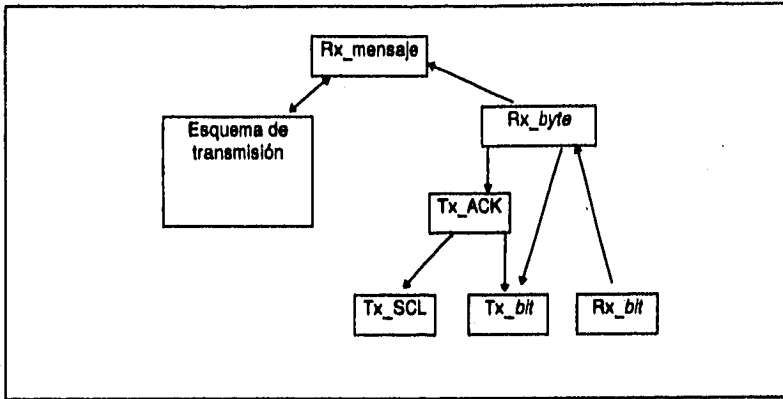 Rx_mensaje
Esquema de
transmisión
Rx_byte
Tx_ACK
Tx_SCL
Tx_bit
Rx_bit